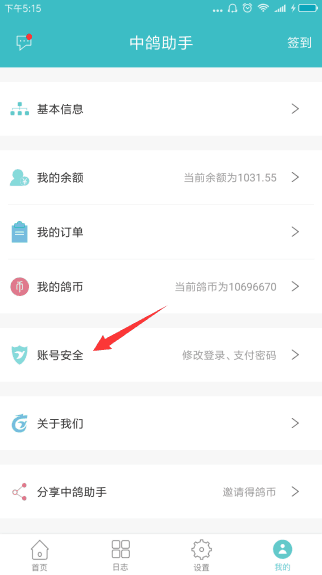 下午5:15
中鸽助手
签到
基本信息
我的余额 当前余额为1031.55
我的订单
我的鸽币 当前鸽币为10696670
账号安全 修改登录、支付密码
关于我们
分享中鸽助手 邀请得鸽币
首页 日志 设置 我的